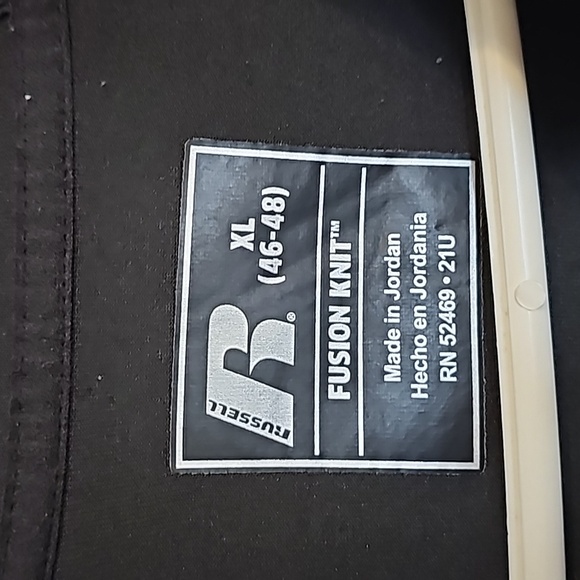 RUSSELL
R®
XL
(46-48)
FUSION KNIT™
Made in Jordan
Hecho en Jordania
RN 52469 • 21U